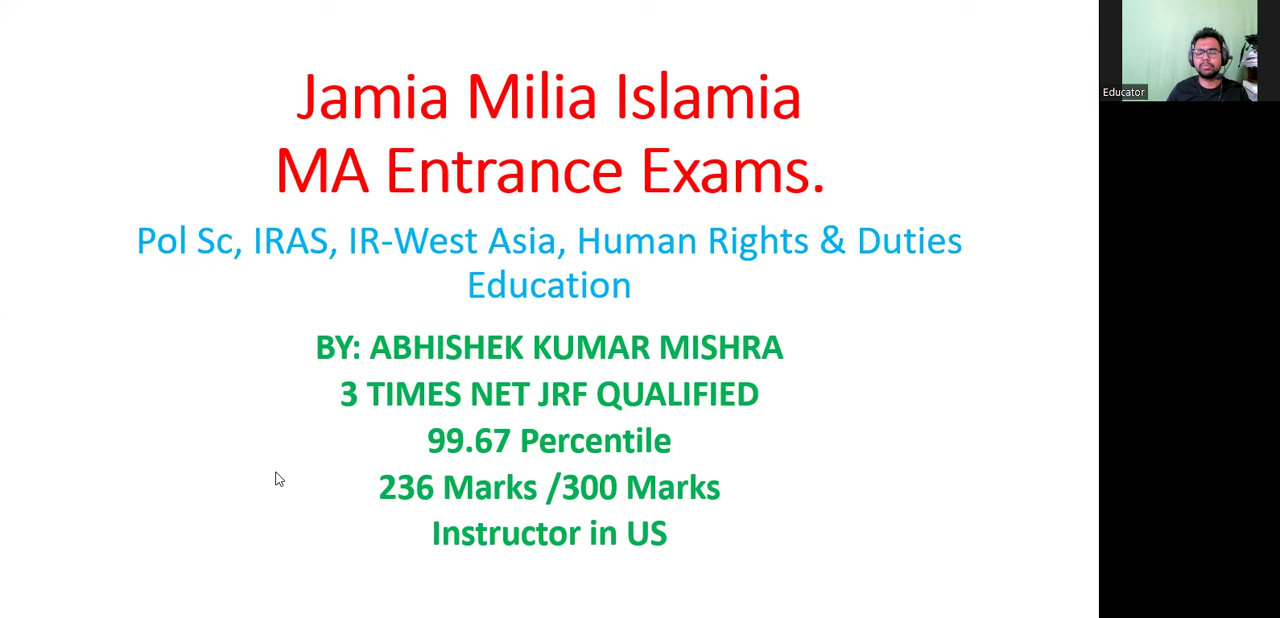 Jamia Milia Islamia
MA Entrance Exams.
Pol Sc, IRAS, IR-West Asia, Human Rights & Duties
Education
BY: ABHISHEK KUMAR MISHRA
3 TIMES NET JRF QUALIFIED
99.67 Percentile
236 Marks /300 Marks
Instructor in US
Educator